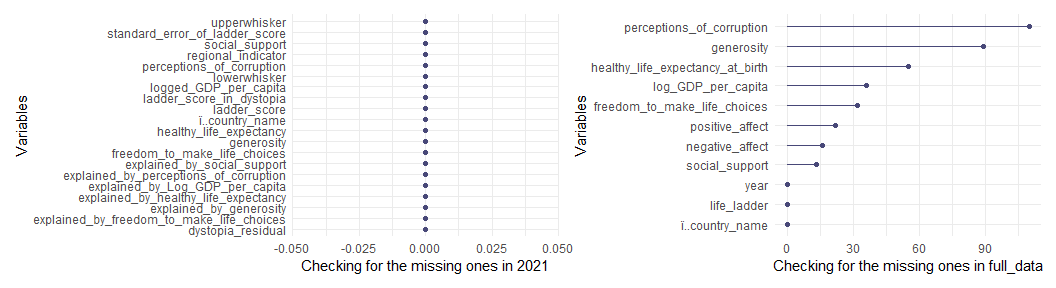 Variables
upperwhisker
standard_error_of_ladder_score
social_support
regional_indicator
perceptions_of_corruption
lowerwhisker
logged_GDP_per_capita
ladder_score_in_dystopia
ladder_score
ï..country_name
healthy_life_expectancy
generosity
freedom_to_make_life_choices
explained_by_social_support
explained_by_perceptions_of_corruption
explained_by_Log_GDP_per_capita
explained_by_healthy_life_expectancy
explained_by_generosity
explained_by_freedom_to_make_life_choices
dystopia_residual
-0.050 -0.025 0.000 0.025 0.050
Checking for the missing ones in 2021
Variables
perceptions_of_corruption
generosity
healthy_life_expectancy_at_birth
log_GDP_per_capita
freedom_to_make_life_choices
positive_affect
negative_affect
social_support
year
life_ladder
ï..country_name
0 30 60 90
Checking for the missing ones in full_data